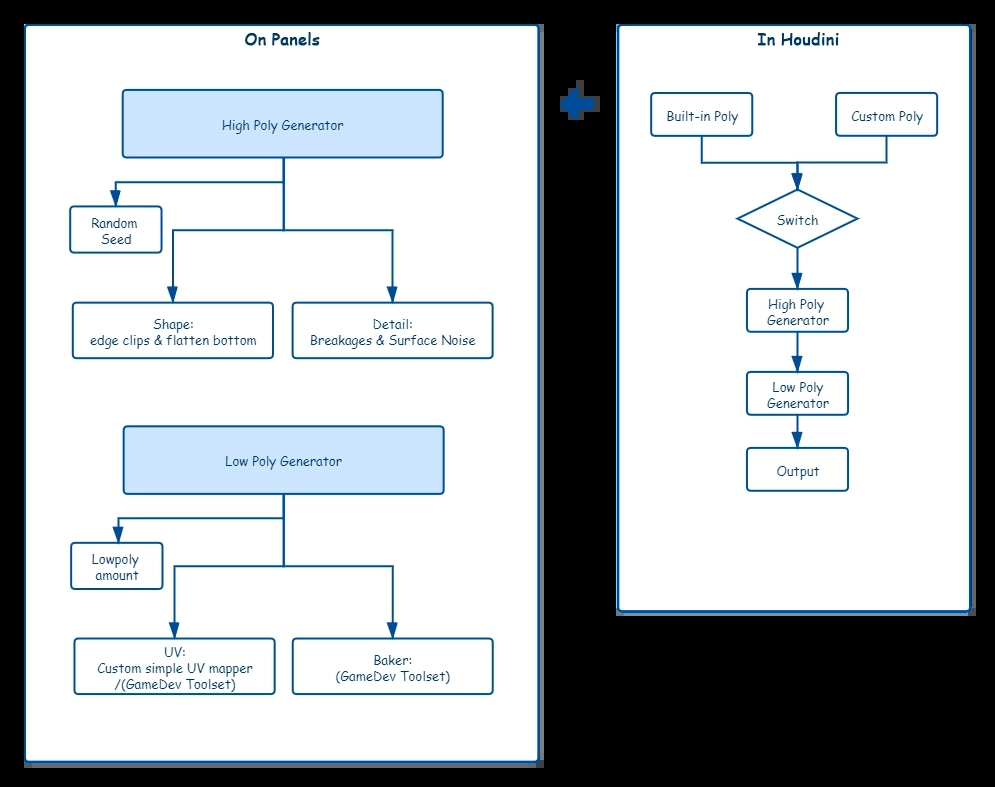 On Panels
High Poly Generator
Random
Seed
Shape:
edge clips & flatten bottom
Detail:
Breakages & Surface Noise
Low Poly Generator
Lowpoly
amount
UV:
Custom simple UV mapper
/(GameDev Toolset)
Baker:
(GameDev Toolset)
In Houdini
Built-in Poly
Custom Poly
Switch
High Poly
Generator
Low Poly
Generator
Output